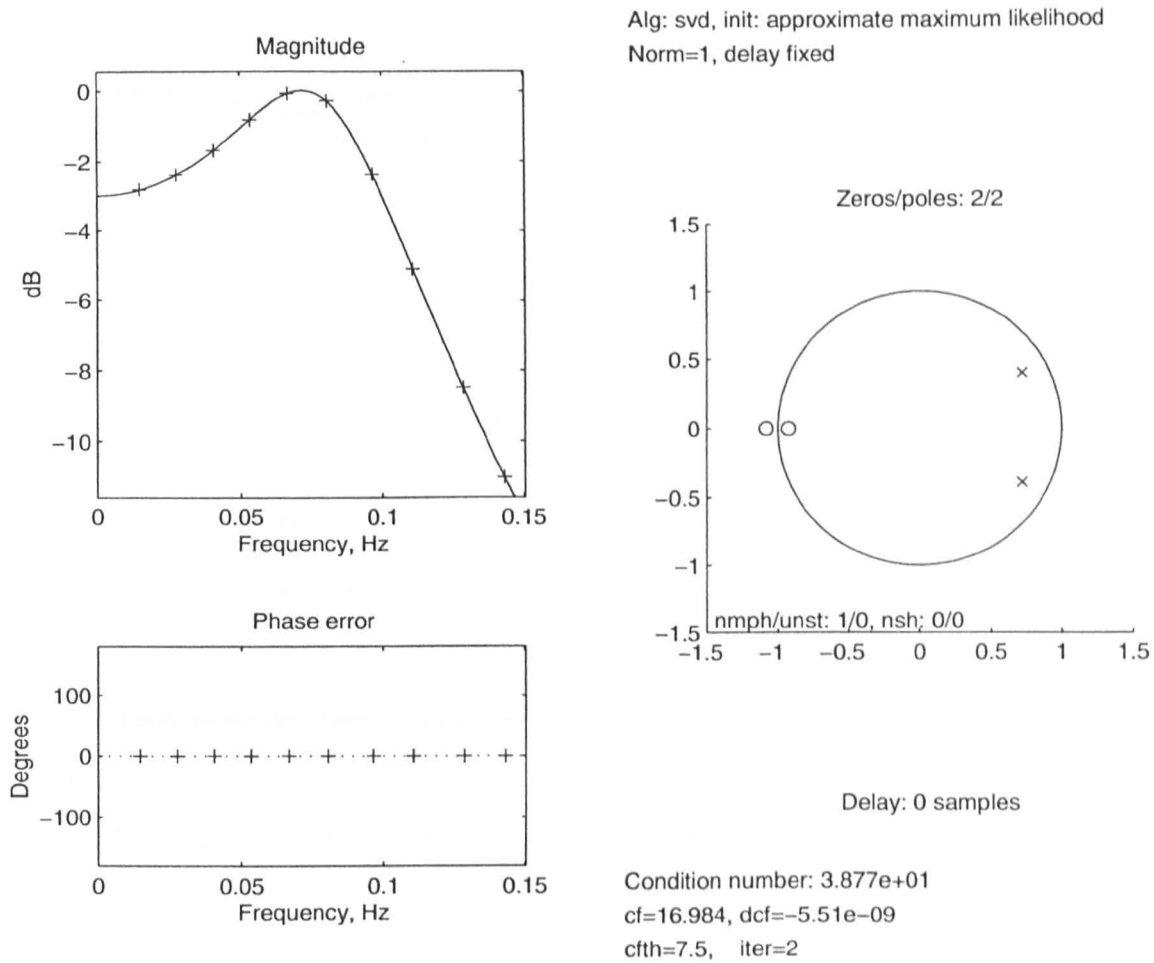 Alg: svd, init: approximate maximum likelihood
Norm=1, delay fixed
Magnitude
dB
0
−2
−4
−6
−8
−10
0
0.05
0.1
0.15
Frequency, Hz
Zeros/poles: 2/2
1.5
1
0.5
0
−0.5
−1
−1.5
nmph/unst: 1/0, nsh: 0/0
−1.5
−1
−0.5
0
0.5
1
1.5
Phase error
Degrees
100
0
−100
0
0.05
0.1
0.15
Frequency, Hz
Delay: 0 samples
Condition number: 3.877e+01
cf=16.984, dcf=−5.51e−09
cfth=7.5, iter=2